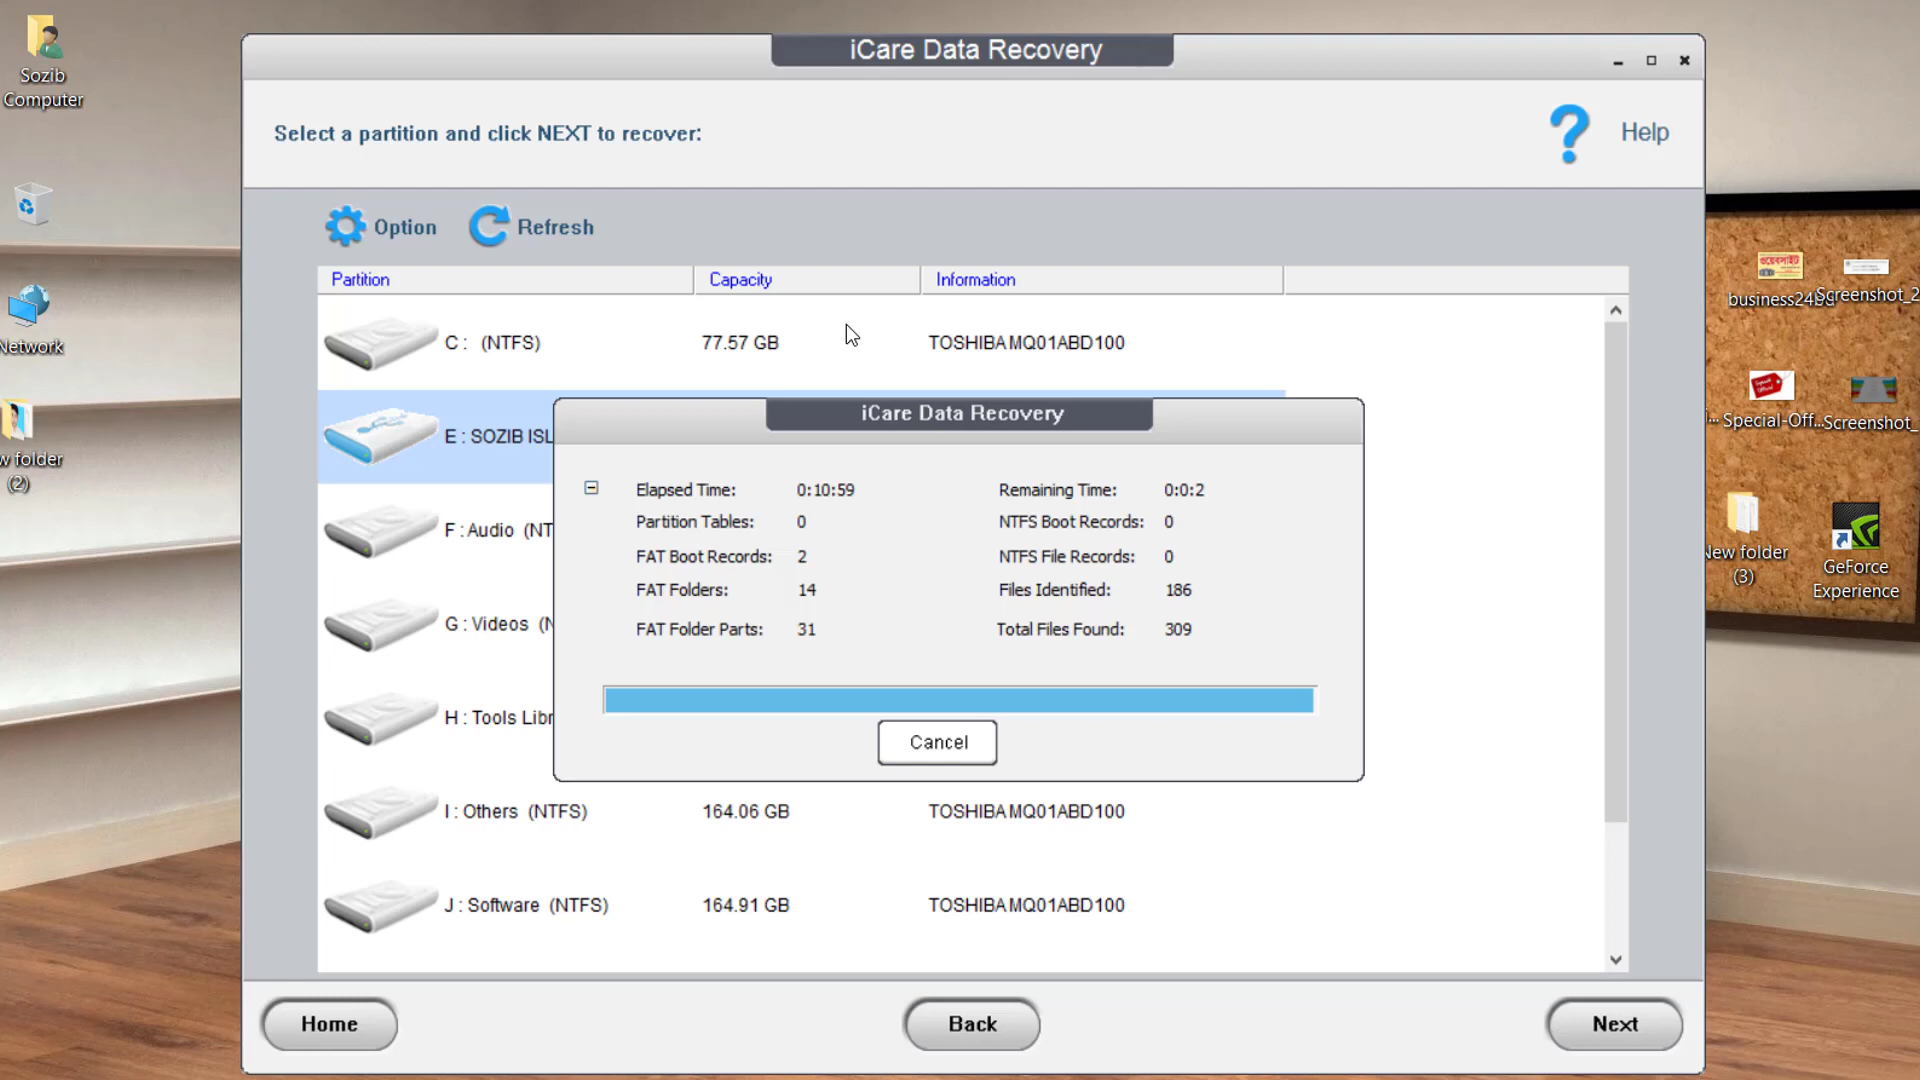 Sozib
Computer
Network
w folder
(2)
iCare Data Recovery
Select a partition and click NEXT to recover:
Help
Option
Refresh
Partition
Capacity
Information
C : (NTFS)
77.57 GB
TOSHIBA MQ01ABD100
E : SOZIB ISL
F : Audio (NT
G : Videos (N
H : Tools Libr
I : Others (NTFS)
164.06 GB
TOSHIBA MQ01ABD100
J : Software (NTFS)
164.91 GB
TOSHIBA MQ01ABD100
iCare Data Recovery
Elapsed Time: 0:10:59
Remaining Time: 0:0:2
Partition Tables: 0
NTFS Boot Records: 0
FAT Boot Records: 2
NTFS File Records: 0
FAT Folders: 14
Files Identified: 186
FAT Folder Parts: 31
Total Files Found: 309
Cancel
Home
Back
Next
Screenshot_2
Special-Off...
Screenshot_
New folder
(3)
GeForce
Experience